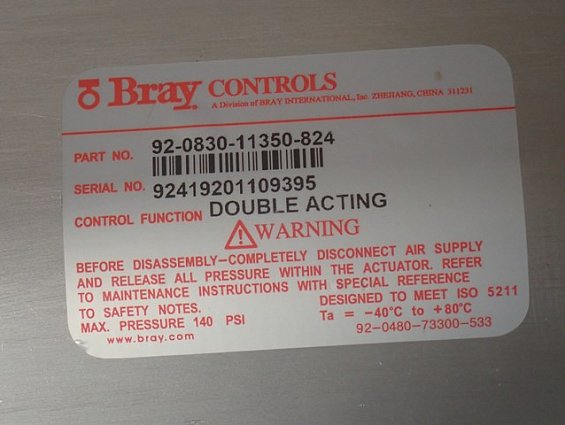 Bray CONTROLS
A Division of BRAY INTERNATIONAL, Inc. ZHEJIANG, CHINA 311231
PART NO. 92-0830-11350-824
SERIAL NO. 92419201109395
CONTROL FUNCTION DOUBLE ACTING
WARNING
BEFORE DISASSEMBLY–COMPLETELY DISCONNECT AIR SUPPLY
AND RELEASE ALL PRESSURE WITHIN THE ACTUATOR. REFER
TO MAINTENANCE INSTRUCTIONS WITH SPECIAL REFERENCE
TO SAFETY NOTES.
DESIGNED TO MEET ISO 5211
MAX. PRESSURE 140 PSI
Ta = –40°C to +80°C
www.bray.com
92-0480-73300-533